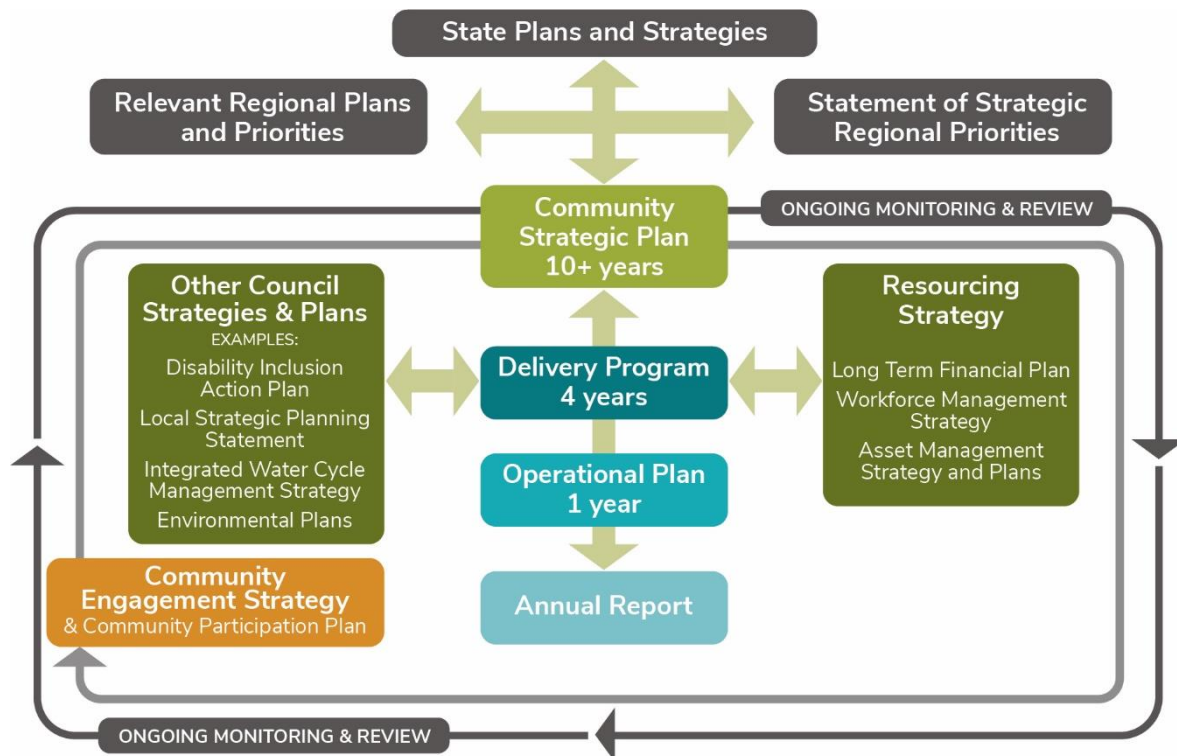 State Plans and Strategies
Relevant Regional Plans
and Priorities
Statement of Strategic
Regional Priorities
Community
Strategic Plan
10+ years
ONGOING MONITORING & REVIEW
Other Council
Strategies & Plans
EXAMPLES:
Disability Inclusion
Action Plan
Local Strategic Planning
Statement
Integrated Water Cycle
Management Strategy
Environmental Plans
Delivery Program
4 years
Operational Plan
1 year
Annual Report
Resourcing
Strategy
Long Term Financial Plan
Workforce Management
Strategy
Asset Management
Strategy and Plans
Community
Engagement Strategy
& Community Participation Plan
ONGOING MONITORING & REVIEW